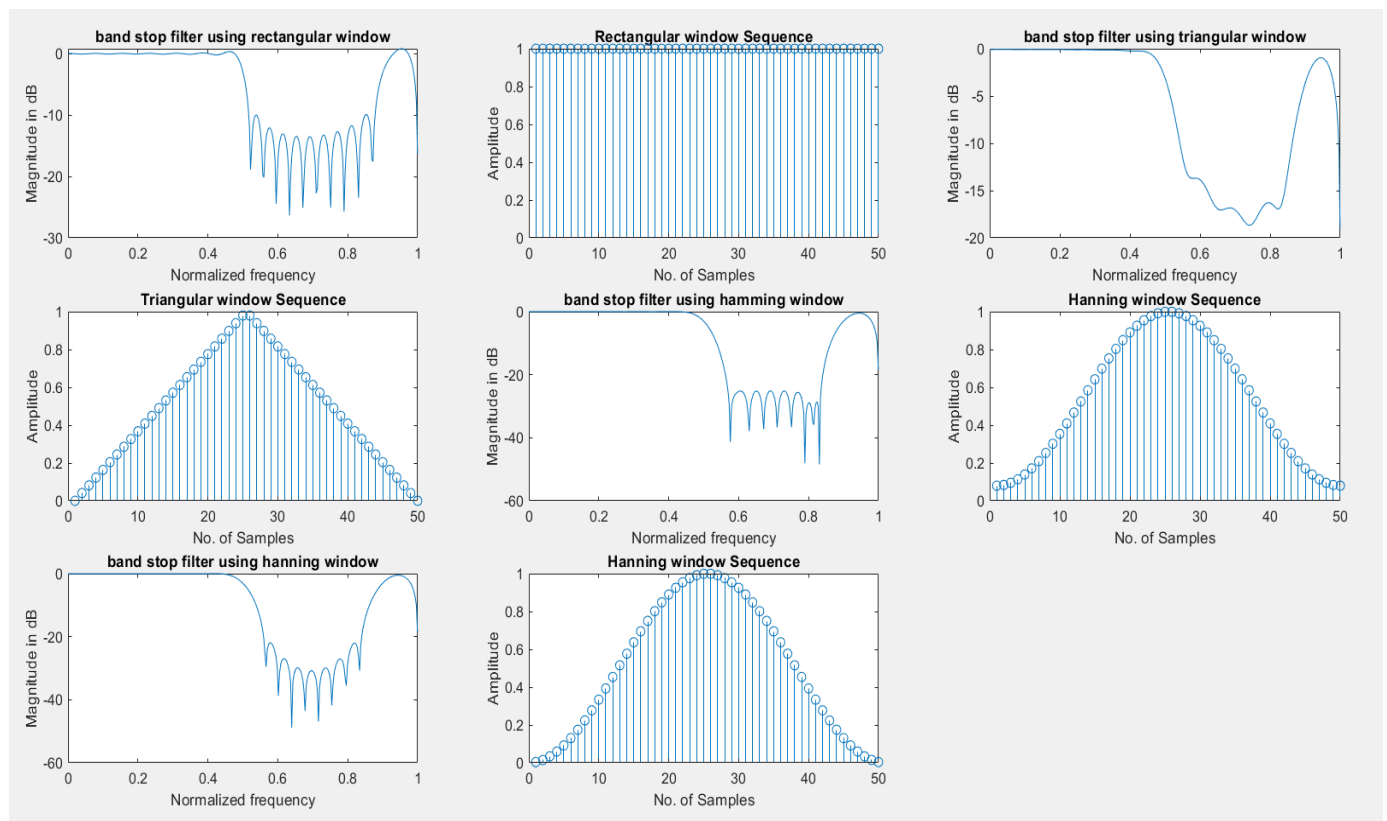 band stop filter using rectangular window
0
-10
-20
-30
Magnitude in dB
0 0.2 0.4 0.6 0.8 1
Normalized frequency
Rectangular window Sequence
1
0.8
0.6
0.4
0.2
0
Amplitude
0 10 20 30 40 50
No. of Samples
band stop filter using triangular window
0
-5
-10
-15
-20
Magnitude in dB
0 0.2 0.4 0.6 0.8 1
Normalized frequency
Triangular window Sequence
1
0.8
0.6
0.4
0.2
0
Amplitude
0 10 20 30 40 50
No. of Samples
band stop filter using hamming window
0
-20
-40
-60
Magnitude in dB
0 0.2 0.4 0.6 0.8 1
Normalized frequency
Hanning window Sequence
1
0.8
0.6
0.4
0.2
0
Amplitude
0 10 20 30 40 50
No. of Samples
band stop filter using hanning window
0
-20
-40
-60
Magnitude in dB
0 0.2 0.4 0.6 0.8 1
Normalized frequency
Hanning window Sequence
1
0.8
0.6
0.4
0.2
0
Amplitude
0 10 20 30 40 50
No. of Samples